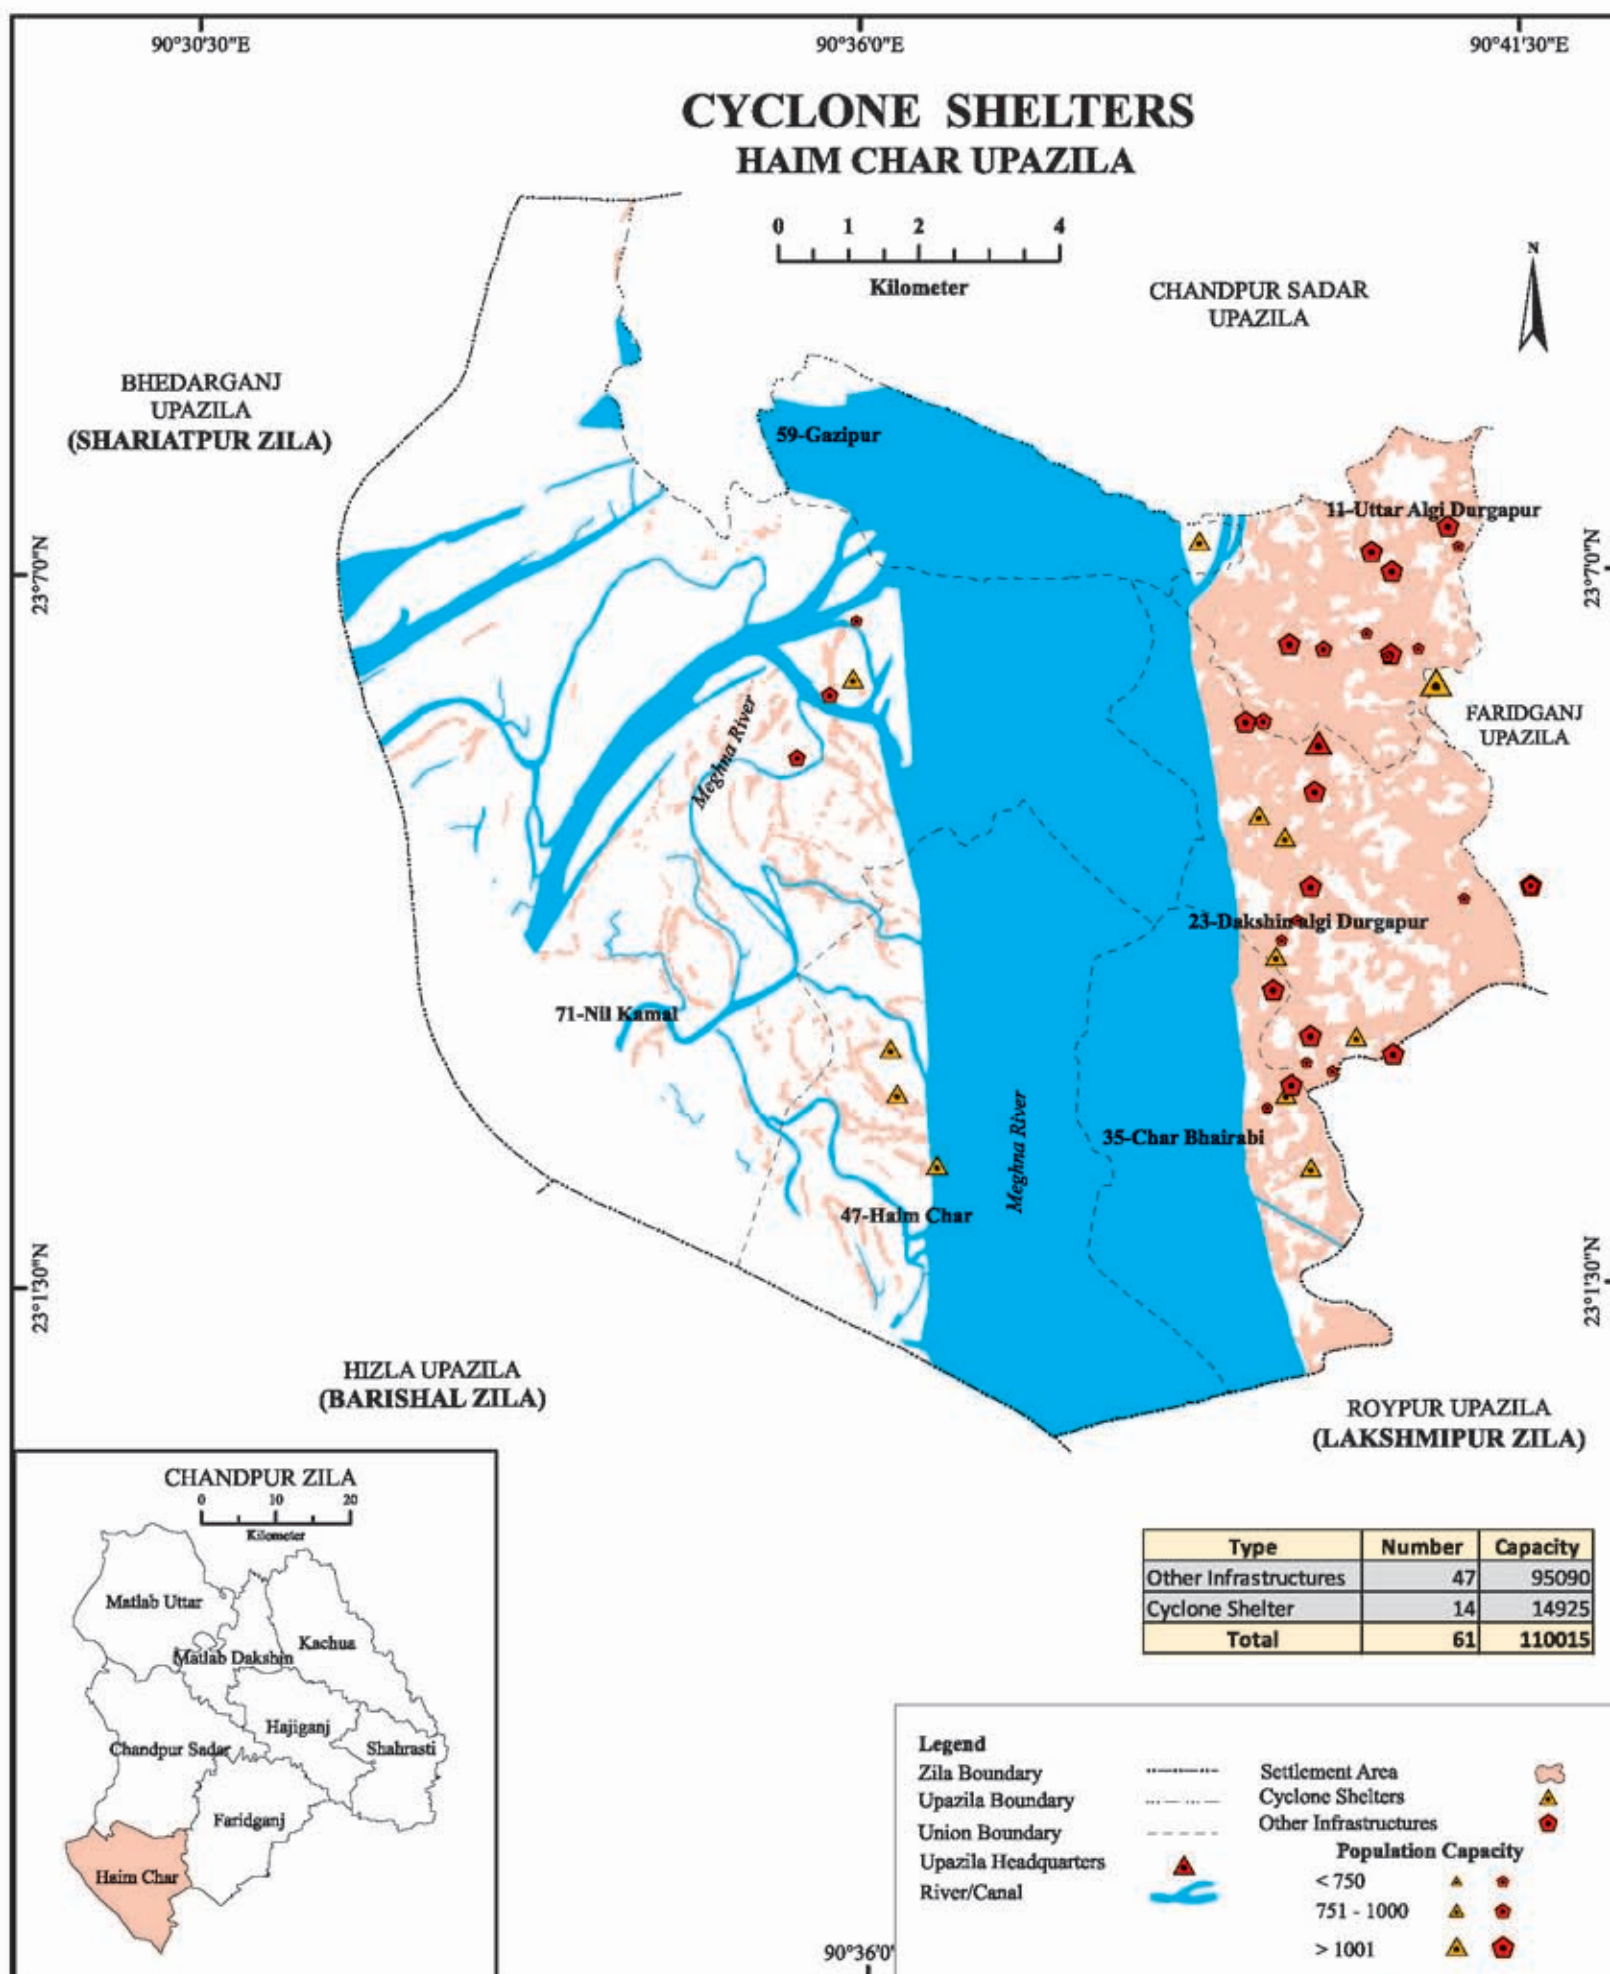 90°30'30"E
90°36'0"E
90°41'30"E
CYCLONE SHELTERS
HAIM CHAR UPAZILA
0 1 2 4
Kilometer
N
CHANDPUR SADAR
UPAZILA
BHEDARGANJ
UPAZILA
(SHARIATPUR ZILA)
59-Gazipur
11-Uttar Algi Durgapur
23°7'0"N
23°7'0"N
FARIDGANJ
UPAZILA
Meghna River
23-Dakshin algi Durgapur
71-Nil Kamal
Meghna River
35-Char Bhairabi
47-Haim Char
23°1'30"N
23°1'30"N
HIZLA UPAZILA
(BARISHAL ZILA)
ROYPUR UPAZILA
(LAKSHMIPUR ZILA)
CHANDPUR ZILA
0 10 20
Kilometer
Matlab Uttar
Kachua
Matlab Dakshin
Hajiganj
Chandpur Sadar
Shahrasti
Faridganj
Haim Char
Type Number Capacity
Other Infrastructures 47 95090
Cyclone Shelter 14 14925
Total 61 110015
Legend
Zila Boundary
Upazila Boundary
Union Boundary
Upazila Headquarters
River/Canal
Settlement Area
Cyclone Shelters
Other Infrastructures
Population Capacity
< 750
751 - 1000
> 1001
90°36'0'